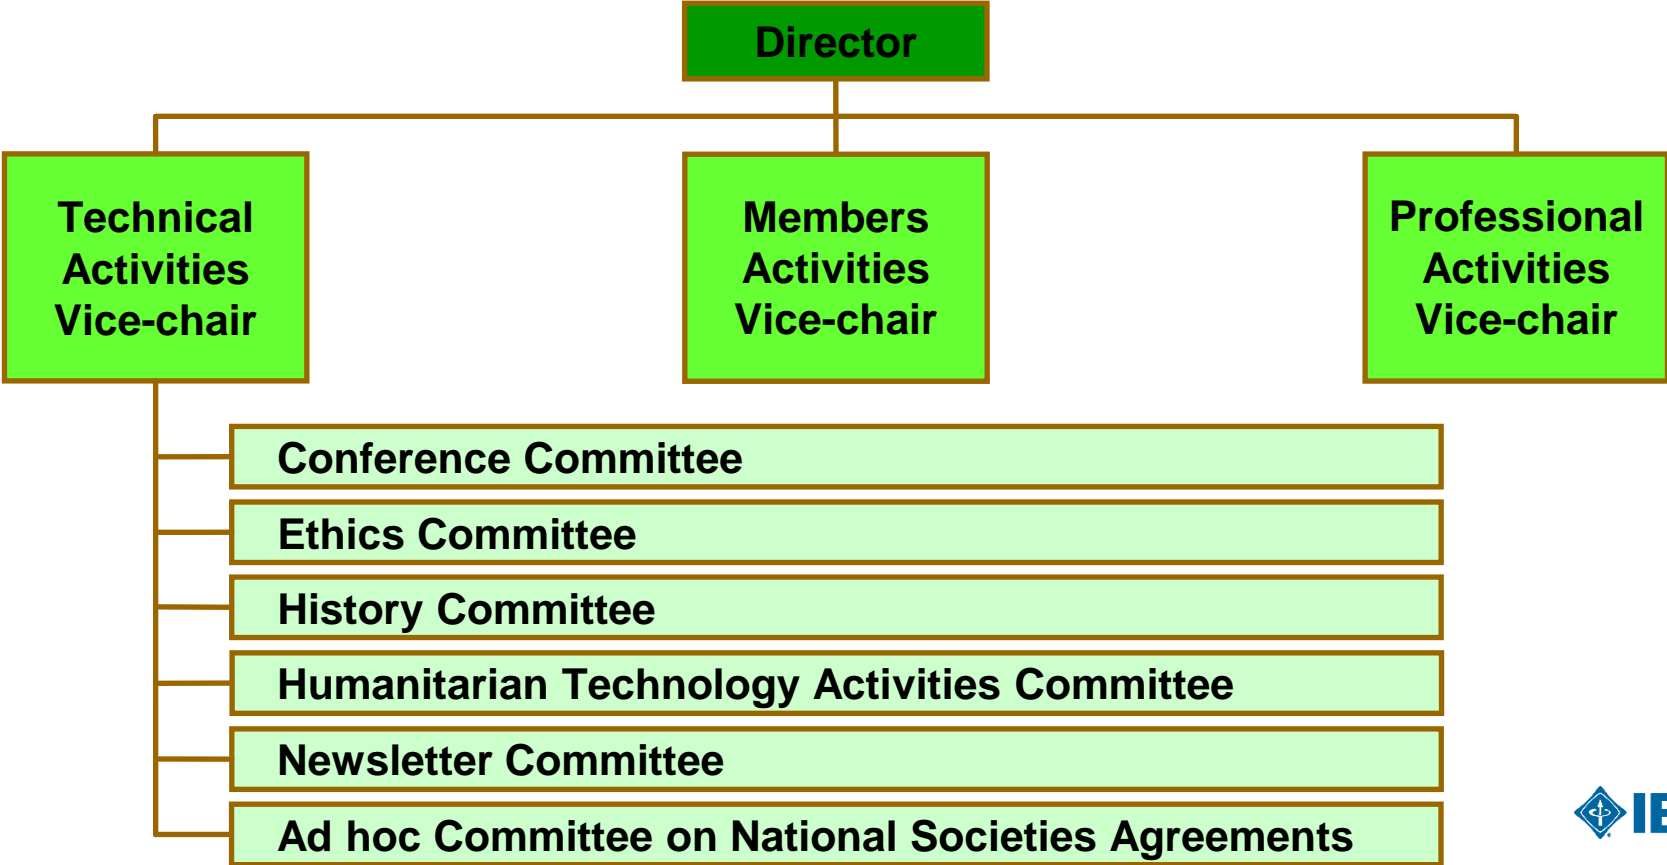 Director
Technical
Activities
Vice-chair
Members
Activities
Vice-chair
Professional
Activities
Vice-chair
Conference Committee
Ethics Committee
History Committee
Humanitarian Technology Activities Committee
Newsletter Committee
Ad hoc Committee on National Societies Agreements